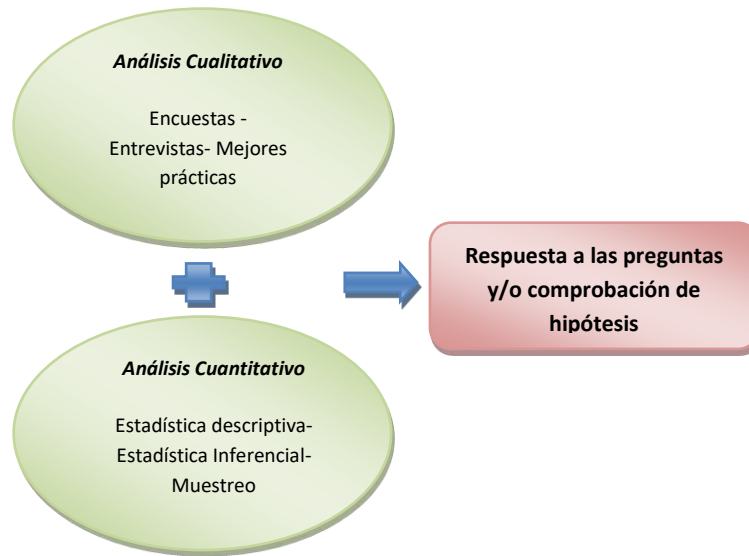 Análisis Cualitativo
Encuestas -
Entrevistas- Mejores
prácticas
Respuesta a las preguntas
y/o comprobación de
hipótesis
Análisis Cuantitativo
Estadística descriptiva-
Estadística Inferencial-
Muestreo